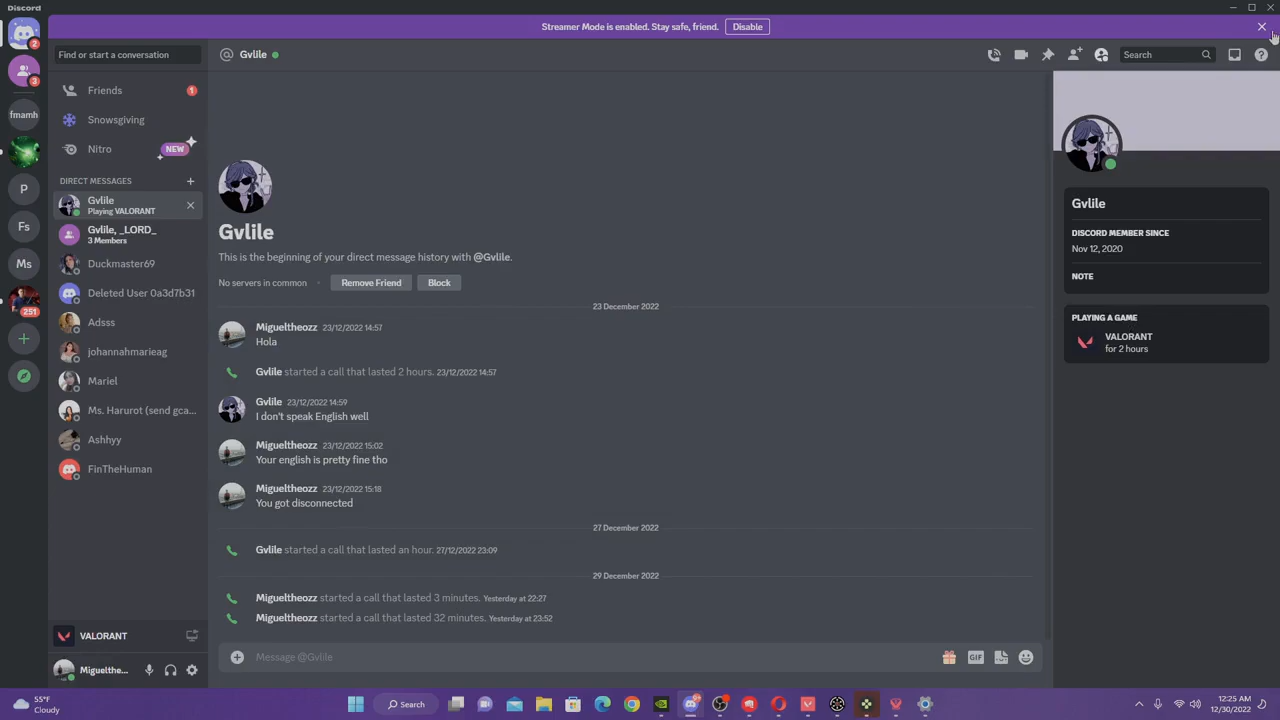 Discord
Streamer Mode is enabled. Stay safe, friend. Disable
Find or start a conversation
Gvlile
Search
2
3
fmamh
P
Fs
Ms
251
Friends 1
Snowsgiving
Nitro NEW
DIRECT MESSAGES
Gvlile
Playing VALORANT
Gvlile, _LORD_
3 Members
Duckmaster69
Deleted User 0a3d7b31
Adsss
johannahmarieag
Mariel
Ms. Harurot (send gca...
Ashhyy
FinTheHuman
VALORANT
Migueltheo...
Gvlile
This is the beginning of your direct message history with @Gvlile.
No servers in common Remove Friend Block
23 December 2022
Migueltheozz 23/12/2022 14:57
Hola
Gvlile started a call that lasted 2 hours. 23/12/2022 14:57
Gvlile 23/12/2022 14:59
I don't speak English well
Migueltheozz 23/12/2022 15:02
Your english is pretty fine tho
Migueltheozz 23/12/2022 15:18
You got disconnected
27 December 2022
Gvlile started a call that lasted an hour. 27/12/2022 23:09
29 December 2022
Migueltheozz started a call that lasted 3 minutes. Yesterday at 22:27
Migueltheozz started a call that lasted 32 minutes. Yesterday at 23:52
Message @Gvlile
GIF
Gvlile
DISCORD MEMBER SINCE
Nov 12, 2020
NOTE
PLAYING A GAME
VALORANT
for 2 hours
55°F
Cloudy
Search
12:25 AM
12/30/2022